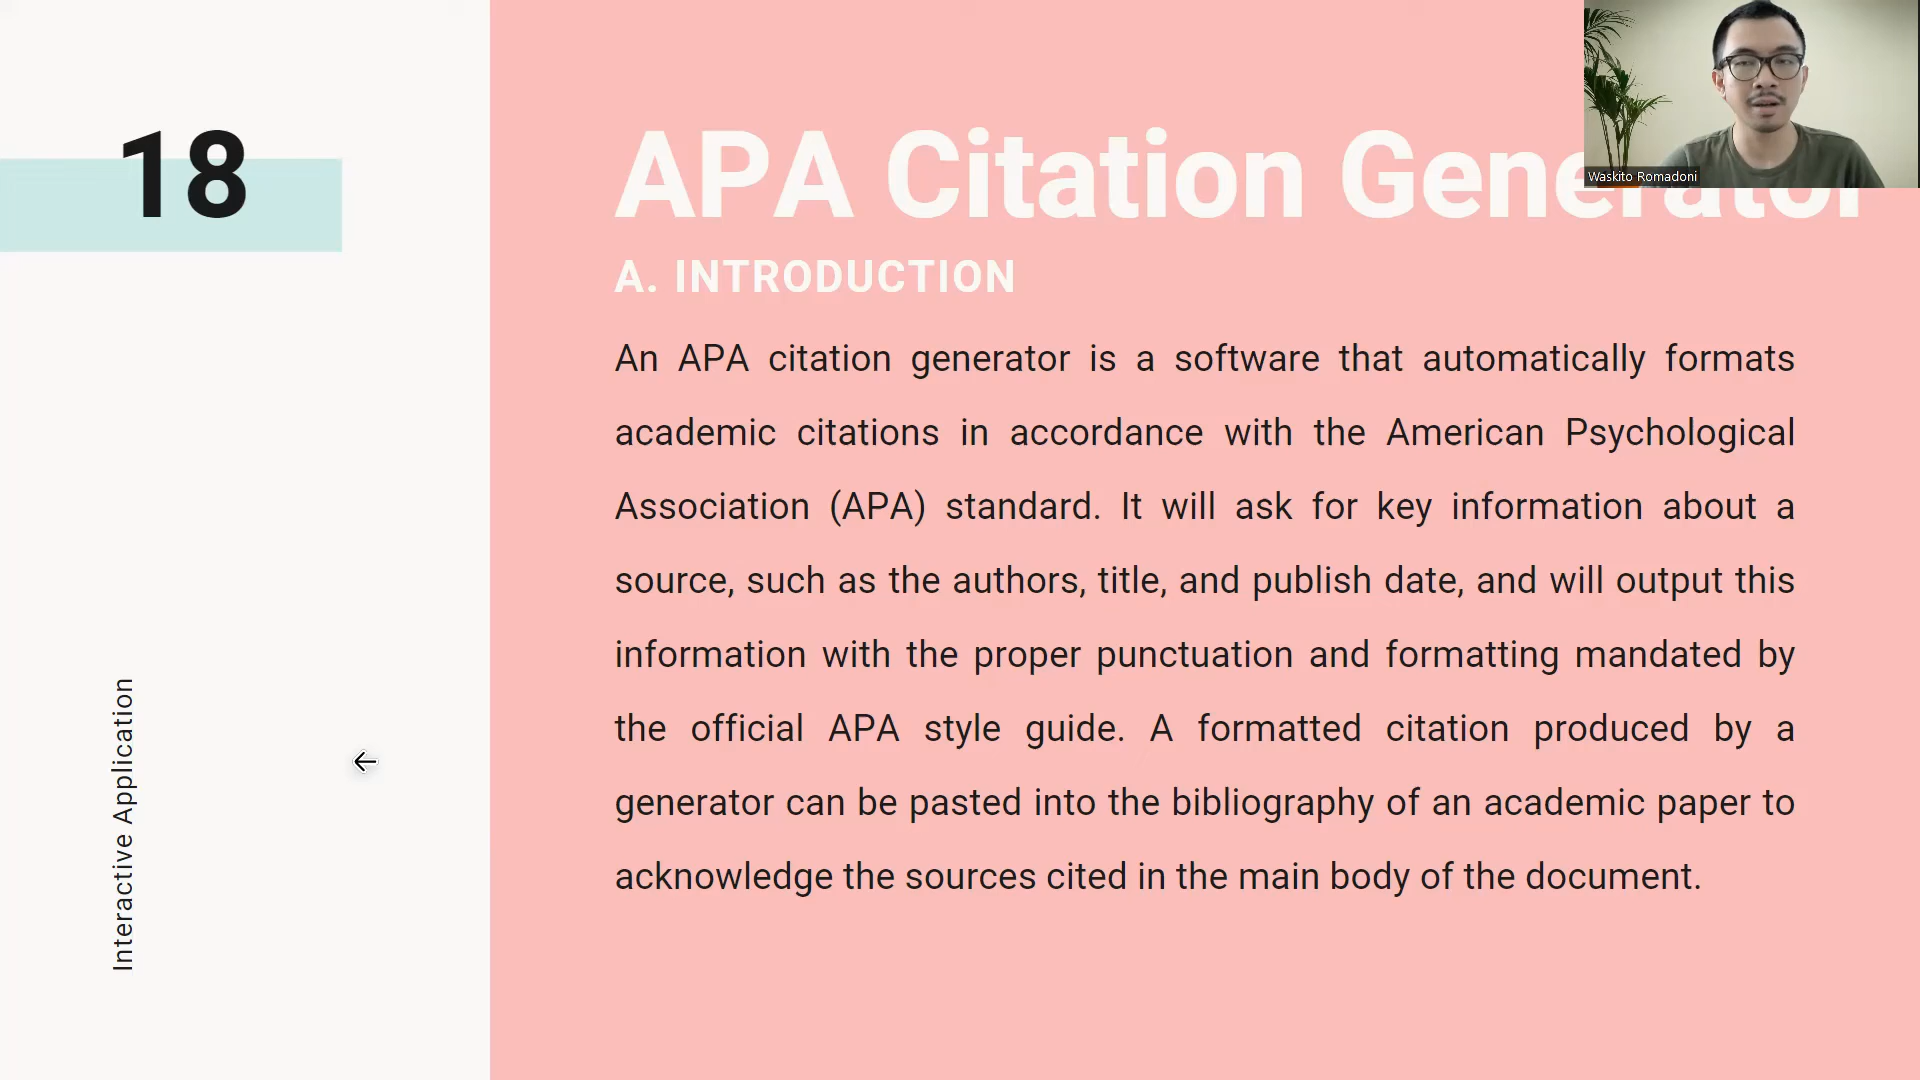 18
APA Citation Generator
A. INTRODUCTION
An APA citation generator is a software that automatically formats
academic citations in accordance with the American Psychological
Association (APA) standard. It will ask for key information about a
source, such as the authors, title, and publish date, and will output this
information with the proper punctuation and formatting mandated by
the official APA style guide. A formatted citation produced by a
generator can be pasted into the bibliography of an academic paper to
acknowledge the sources cited in the main body of the document.
Interactive Application
Waskito Romadoni